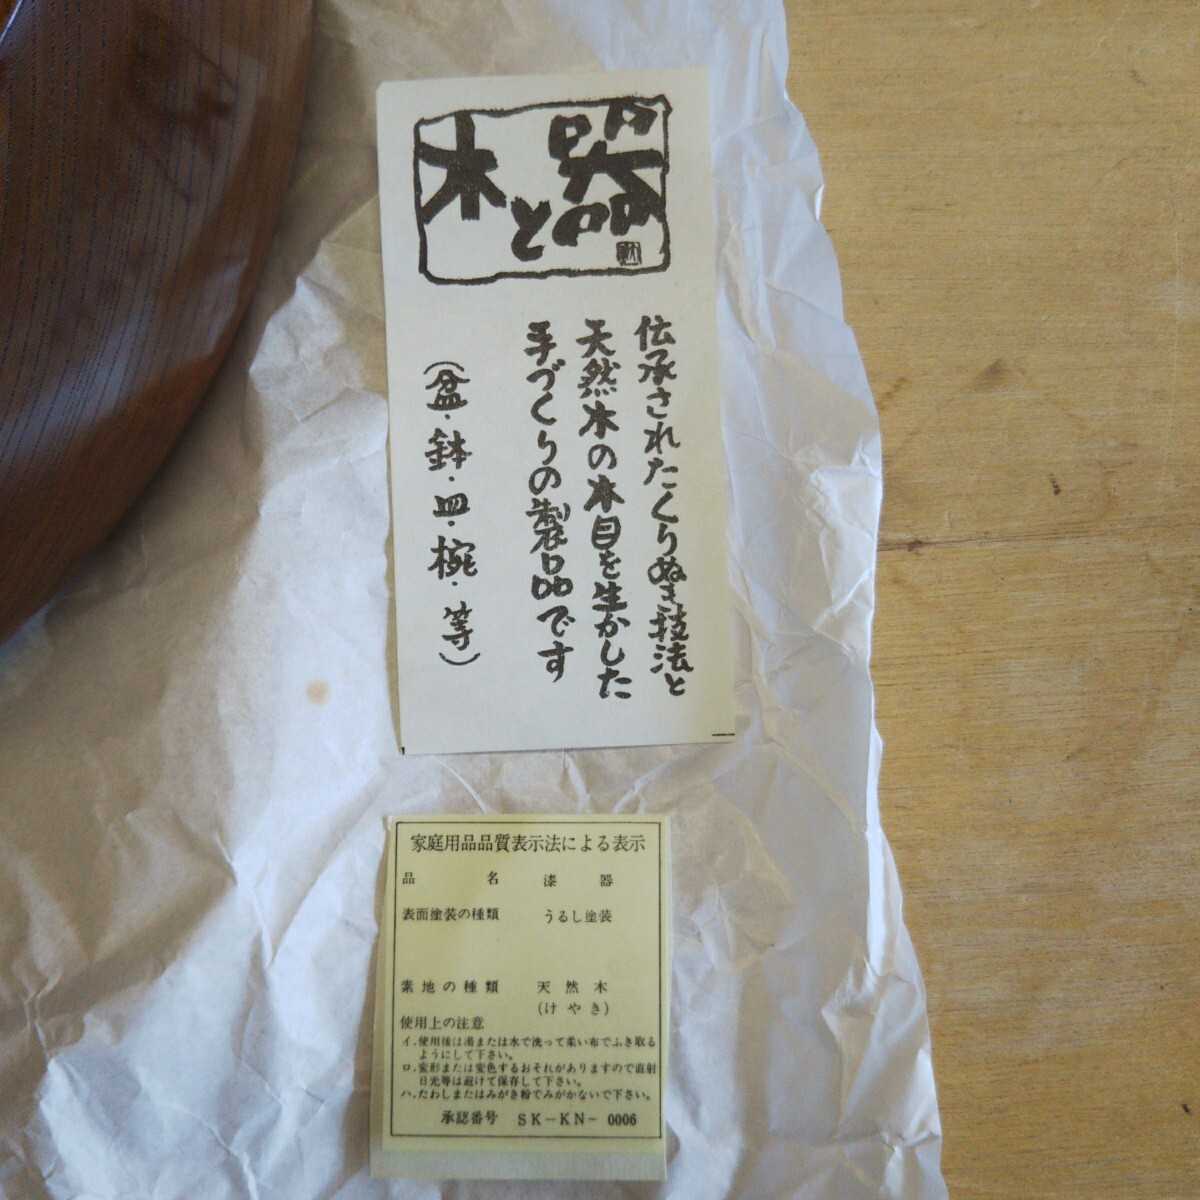 木と器
伝承されたくりぬき技法と
天然木の木目を生かした
手づくりの製品です
(盆・鉢・皿・椀・等)
家庭用品品質表示法による表示
品 名 漆 器
表面塗装の種類 うるし塗装
素地の種類 天然木
(けやき)
使用上の注意
イ.使用後は湯または水で洗って柔い布でふき取る
ようにして下さい。
ロ.変形または変色するおそれがありますので直射
日光等は避けて保存して下さい。
ハ.たわしまたはみがき粉でみがかないで下さい。
承認番号 SK-KN-0006